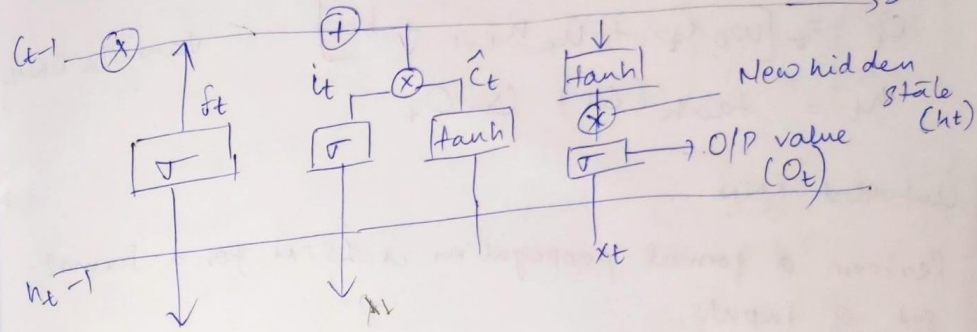 Ct-1 × +
× 
it Ĉt
ft
σ σ tanh
tanh
×
New hidden
state
(ht)
σ
O/P value
(Ot)
ht-1
xt